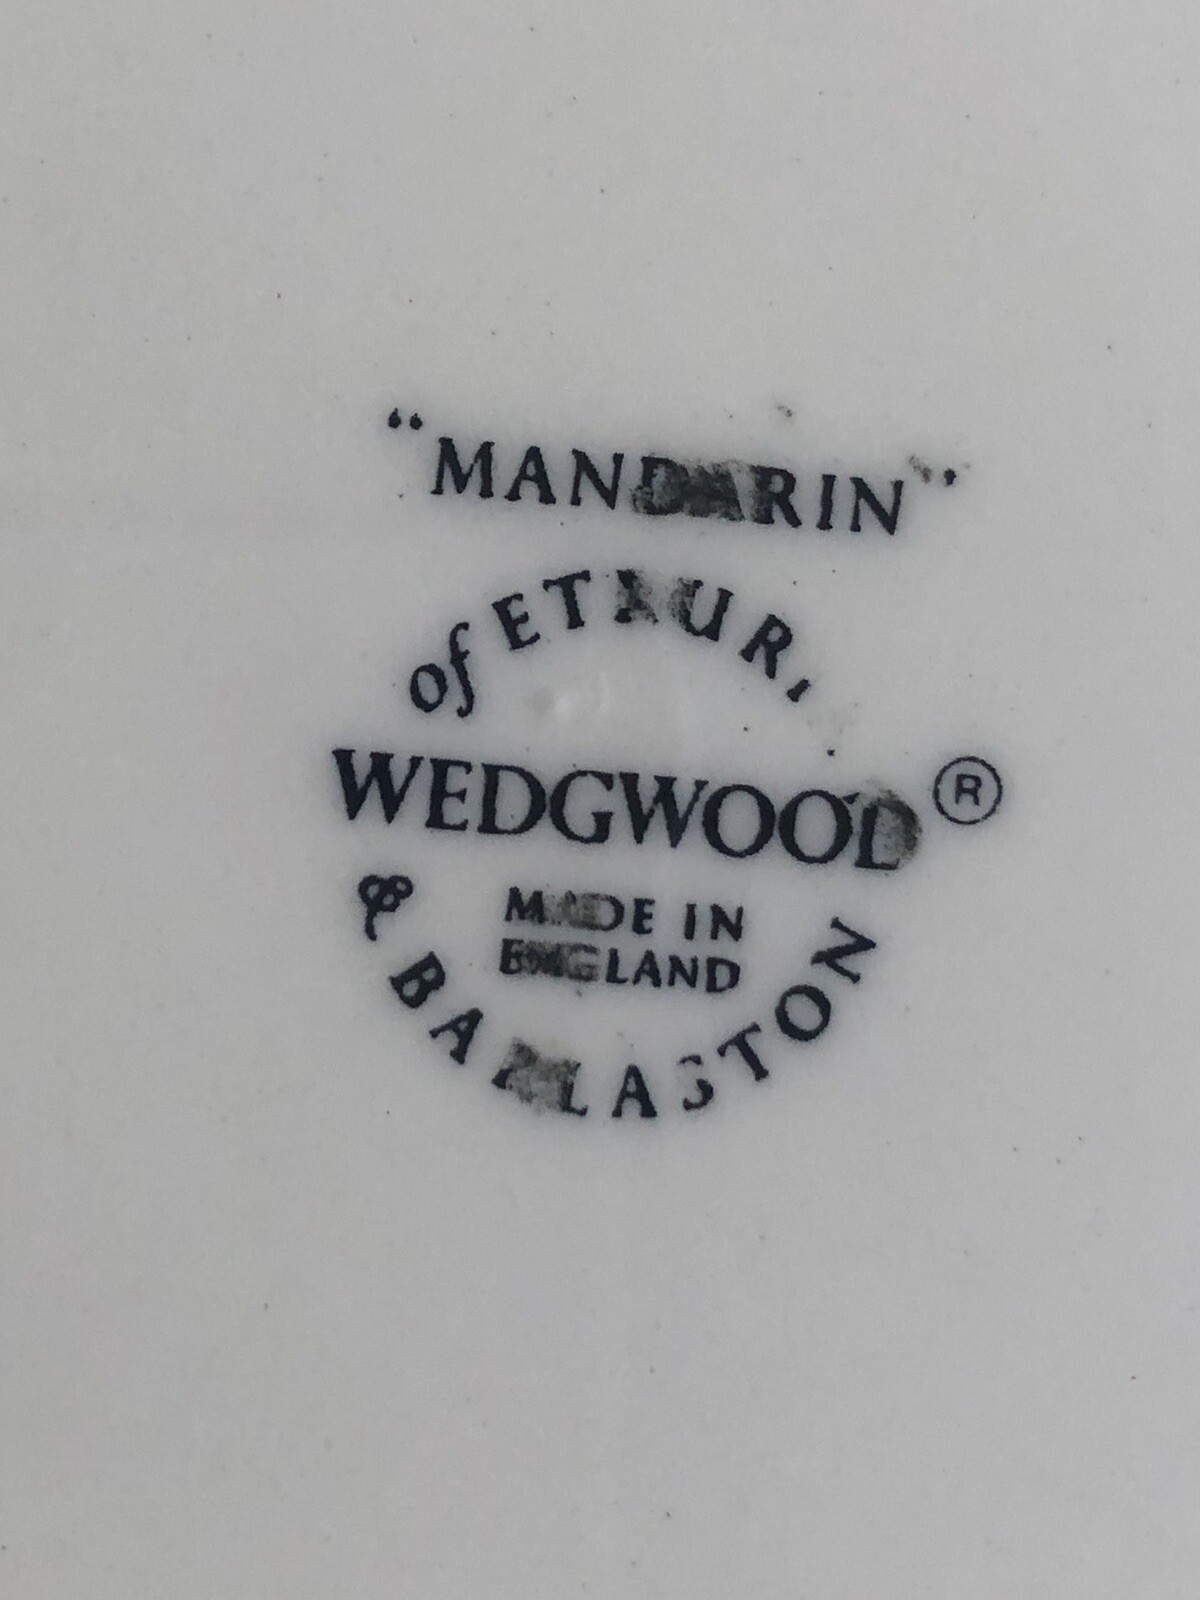 "MANDARIN"
of ETRURIA
WEDGWOOD ®
MADE IN
ENGLAND
& BARLASTON